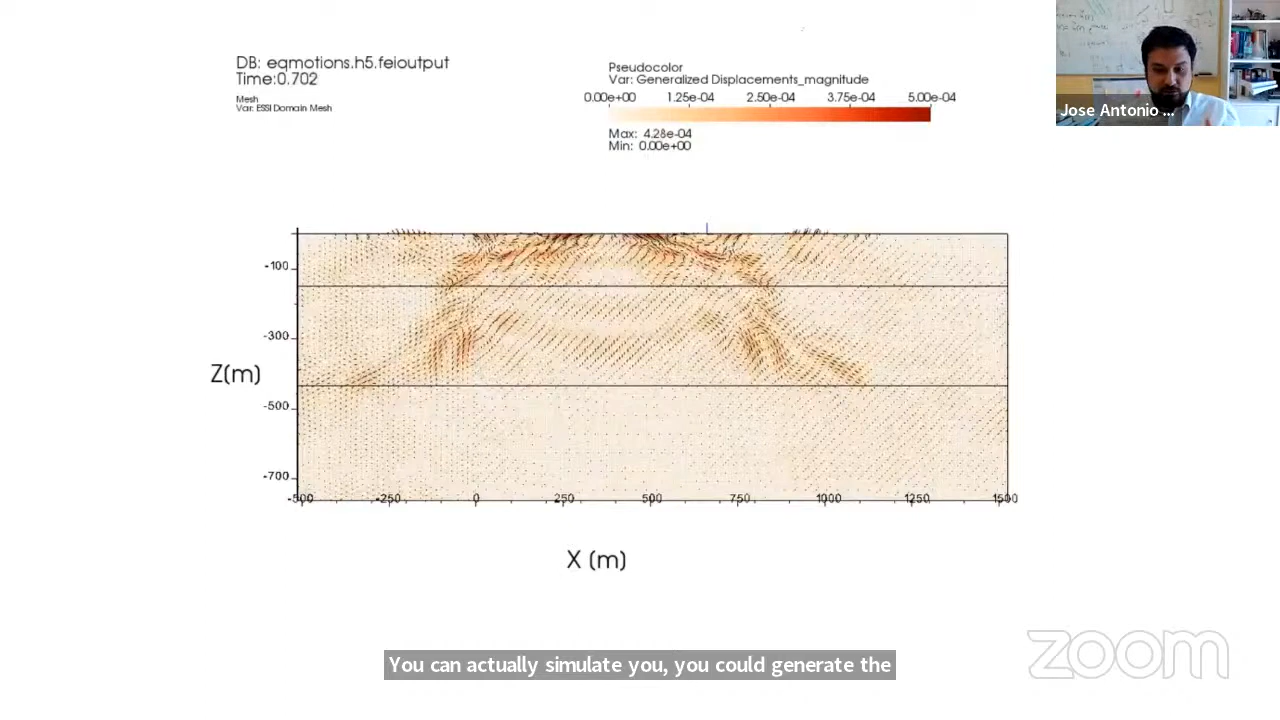 DB: eqmotions.h5.feioutput
Time:0.702
Mesh
Var: ESSI Domain Mesh
Pseudocolor
Var: Generalized Displacements_magnitude
0.00e+00 1.25e-04 2.50e-04 3.75e-04 5.00e-04
Max: 4.28e-04
Min: 0.00e+00
Jose Antonio ...
-100
-300
Z(m)
-500
-700
-500 -250 0 250 500 750 1000 1250 1500
X (m)
You can actually simulate you, you could generate the
zoom